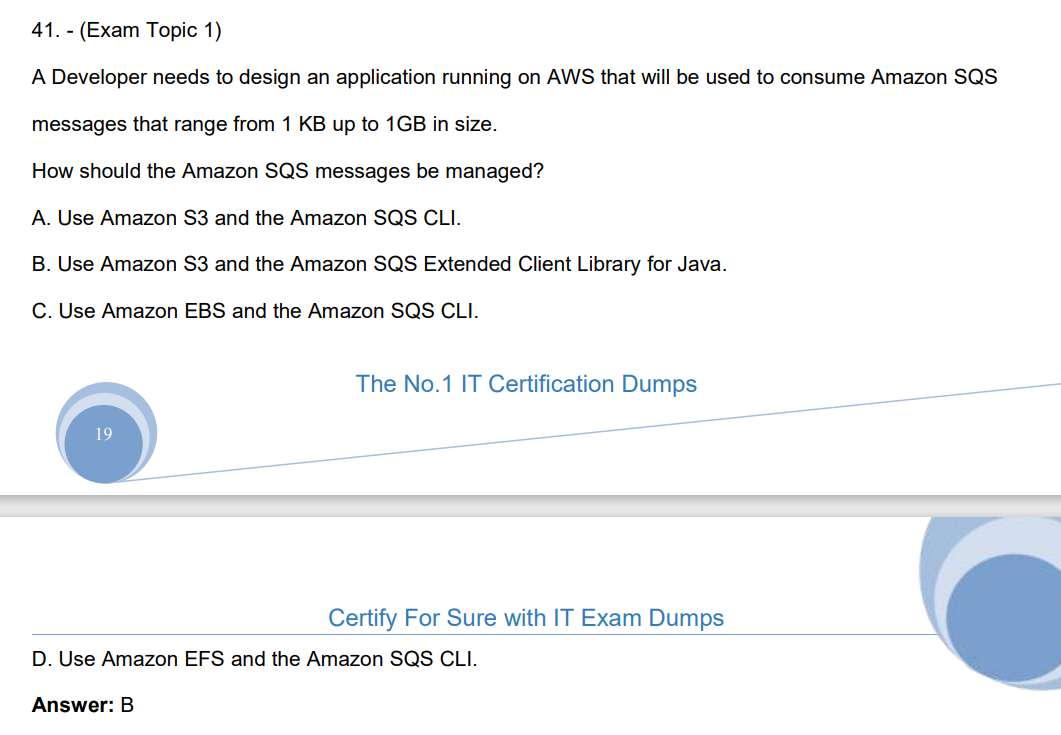 41. - (Exam Topic 1)
A Developer needs to design an application running on AWS that will be used to consume Amazon SQS
messages that range from 1 KB up to 1GB in size.
How should the Amazon SQS messages be managed?
A. Use Amazon S3 and the Amazon SQS CLI.
B. Use Amazon S3 and the Amazon SQS Extended Client Library for Java.
C. Use Amazon EBS and the Amazon SQS CLI.
The No.1 IT Certification Dumps
19
Certify For Sure with IT Exam Dumps
D. Use Amazon EFS and the Amazon SQS CLI.
Answer: B